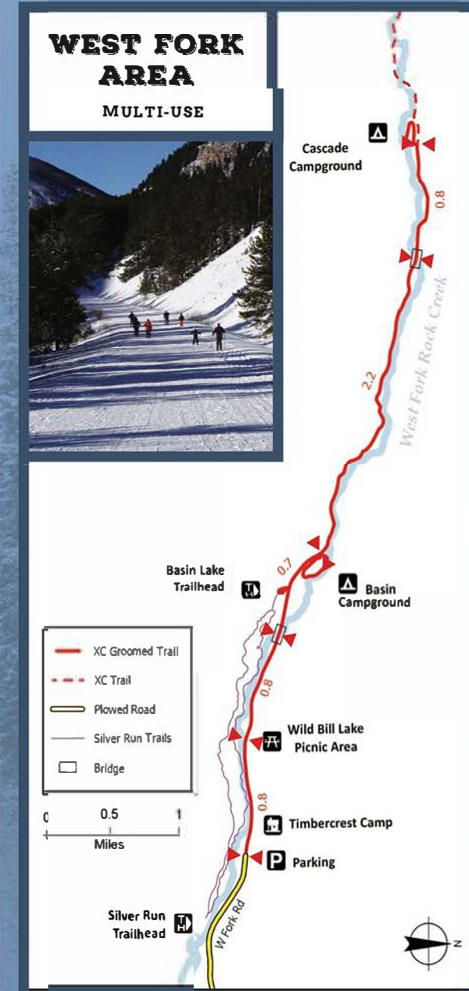 WEST FORK
AREA
MULTI-USE
Cascade
Campground
0.8
West Fork Rock Creek
2.2
0.7
Basin Lake
Trailhead
TH
Basin
Campground
0.8
XC Groomed Trail
XC Trail
Plowed Road
Silver Run Trails
Bridge
Wild Bill Lake
Picnic Area
0.8
0 0.5 1
Miles
Timbercrest Camp
P Parking
Silver Run
Trailhead
TH
W Fork Rd
N